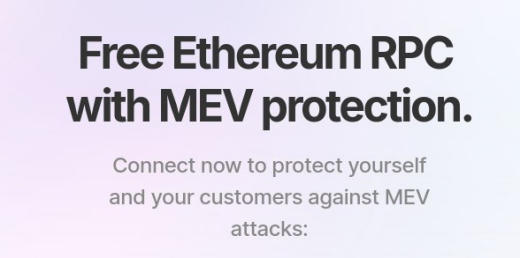 Free Ethereum RPC
with MEV protection.
Connect now to protect yourself
and your customers against MEV
attacks: